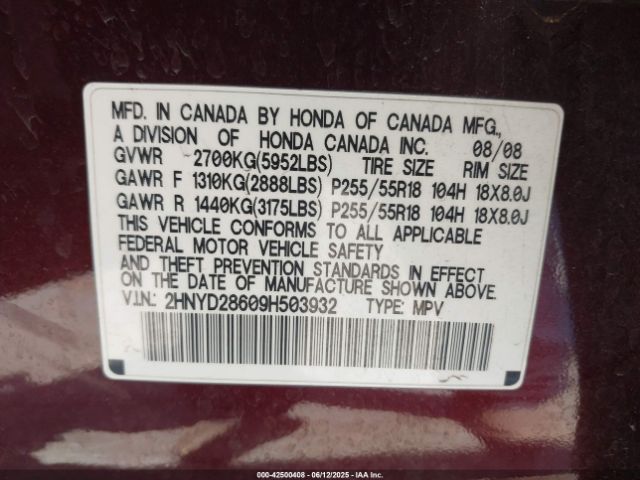 MFD. IN CANADA BY HONDA OF CANADA MFG.,
A DIVISION OF HONDA CANADA INC. 08/08
GVWR 2700KG(5952LBS) TIRE SIZE RIM SIZE
GAWR F 1310KG(2888LBS) P255/55R18 104H 18X8.0J
GAWR R 1440KG(3175LBS) P255/55R18 104H 18X8.0J
THIS VEHICLE CONFORMS TO ALL APPLICABLE
FEDERAL MOTOR VEHICLE SAFETY
AND THEFT PREVENTION STANDARDS IN EFFECT
ON THE DATE OF MANUFACTURE SHOWN ABOVE.
V.I.N.: 2HNYD28609H503932 TYPE: MPV
000-42500408 06/12/2025 IAA Inc.